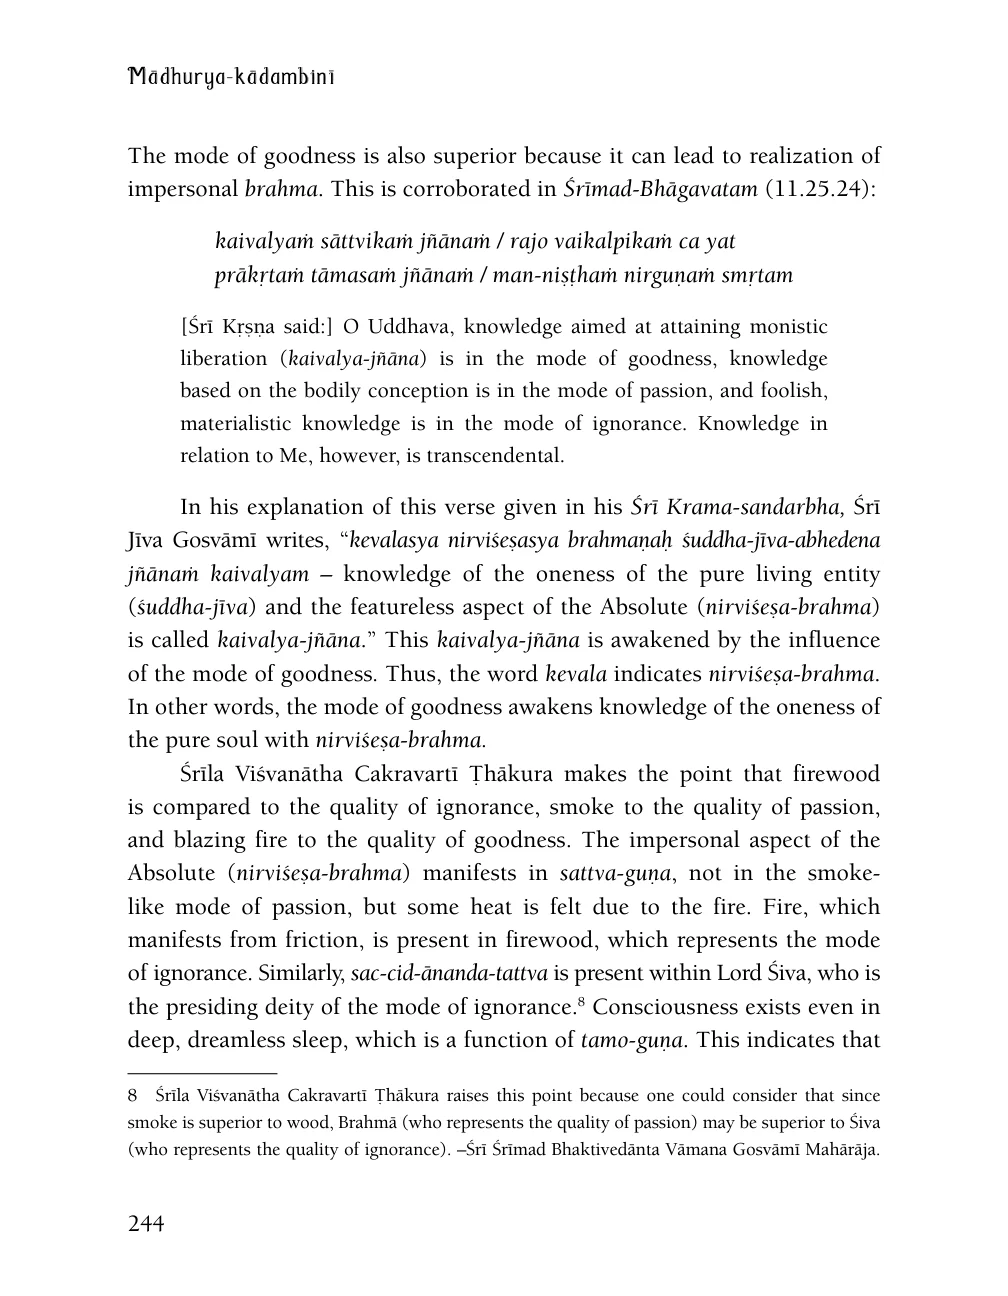 Mādhurya-kādambinī
The mode of goodness is also superior because it can lead to realization of
impersonal brahma. This is corroborated in Śrīmad-Bhāgavatam (11.25.24):
kaivalyaṁ sāttvikaṁ jñānaṁ / rajo vaikalpikaṁ ca yat
prākṛtaṁ tāmasaṁ jñānaṁ / man-niṣṭhaṁ nirguṇaṁ smṛtam
[Śrī Kṛṣṇa said:] O Uddhava, knowledge aimed at attaining monistic
liberation (kaivalya-jñāna) is in the mode of goodness, knowledge
based on the bodily conception is in the mode of passion, and foolish,
materialistic knowledge is in the mode of ignorance. Knowledge in
relation to Me, however, is transcendental.
In his explanation of this verse given in his Śrī Krama-sandarbha, Śrī
Jīva Gosvāmī writes, “kevalasya nirviśeṣasya brahmaṇaḥ śuddha-jīva-abhedena
jñānaṁ kaivalyam – knowledge of the oneness of the pure living entity
(śuddha-jīva) and the featureless aspect of the Absolute (nirviśeṣa-brahma)
is called kaivalya-jñāna.” This kaivalya-jñāna is awakened by the influence
of the mode of goodness. Thus, the word kevala indicates nirviśeṣa-brahma.
In other words, the mode of goodness awakens knowledge of the oneness of
the pure soul with nirviśeṣa-brahma.
Śrīla Viśvanātha Cakravartī Ṭhākura makes the point that firewood
is compared to the quality of ignorance, smoke to the quality of passion,
and blazing fire to the quality of goodness. The impersonal aspect of the
Absolute (nirviśeṣa-brahma) manifests in sattva-guṇa, not in the smoke-
like mode of passion, but some heat is felt due to the fire. Fire, which
manifests from friction, is present in firewood, which represents the mode
of ignorance. Similarly, sac-cid-ānanda-tattva is present within Lord Śiva, who is
the presiding deity of the mode of ignorance.8 Consciousness exists even in
deep, dreamless sleep, which is a function of tamo-guṇa. This indicates that
8 Śrīla Viśvanātha Cakravartī Ṭhākura raises this point because one could consider that since
smoke is superior to wood, Brahmā (who represents the quality of passion) may be superior to Śiva
(who represents the quality of ignorance). –Śrī Śrīmad Bhaktivedānta Vāmana Gosvāmī Mahārāja.
244